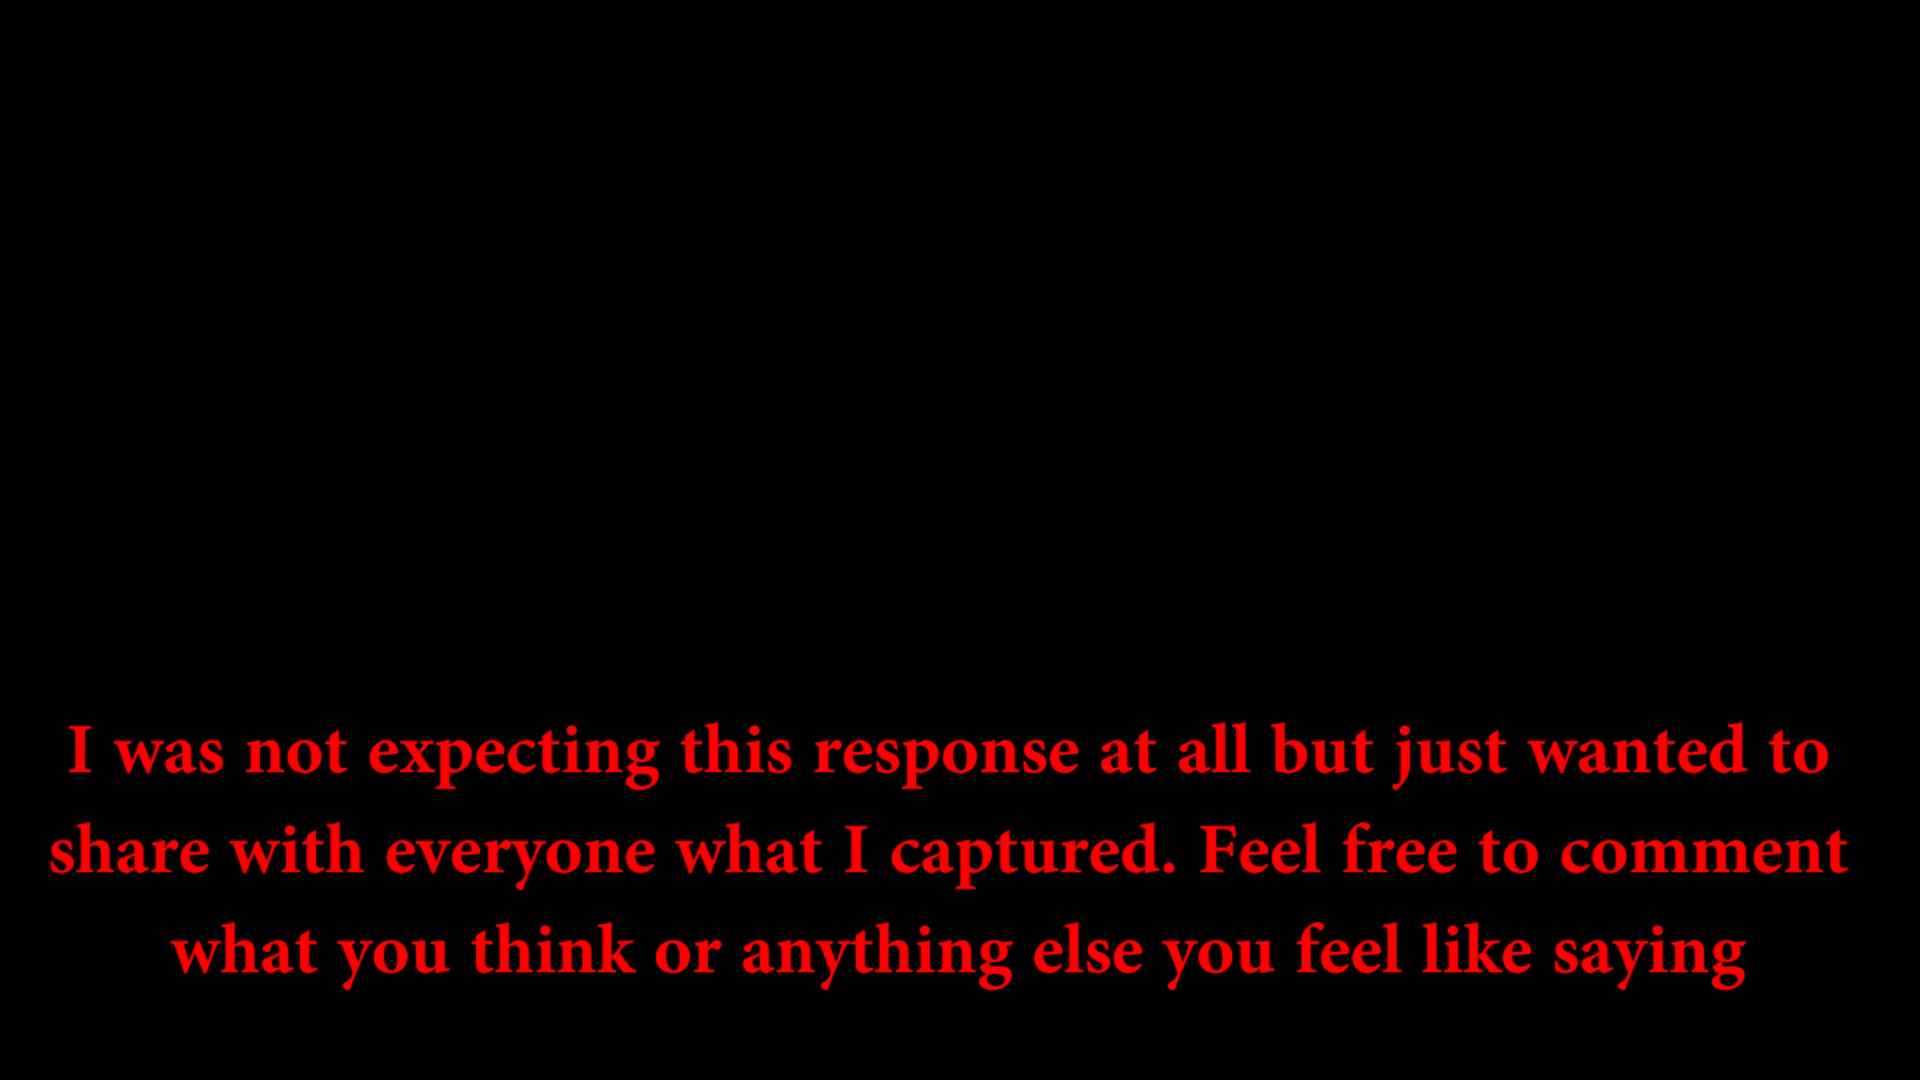 I was not expecting this response at all but just wanted to
share with everyone what I captured. Feel free to comment
what you think or anything else you feel like saying